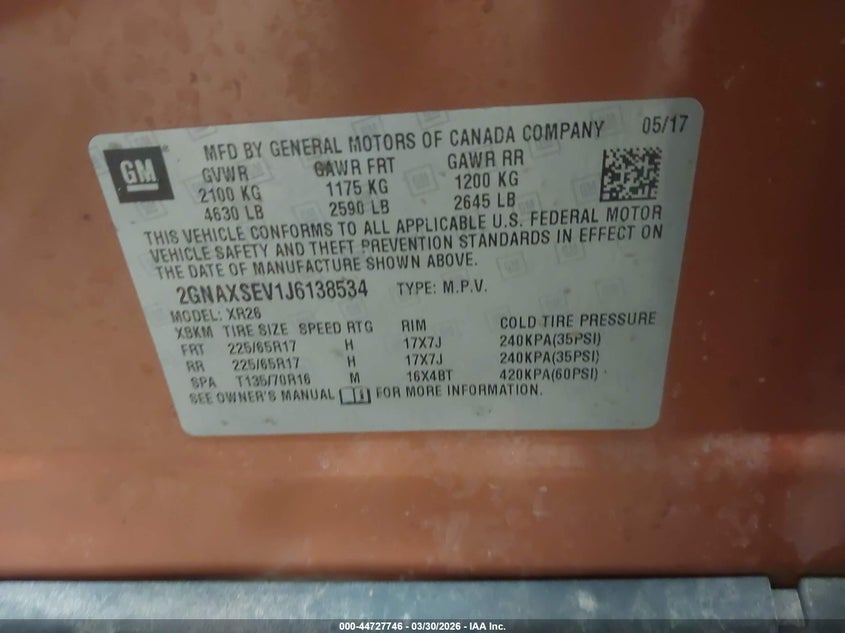 GM
MFD BY GENERAL MOTORS OF CANADA COMPANY 05/17
GVWR GAWR FRT GAWR RR
2100 KG 1175 KG 1200 KG
4630 LB 2590 LB 2645 LB
THIS VEHICLE CONFORMS TO ALL APPLICABLE U.S. FEDERAL MOTOR
VEHICLE SAFETY AND THEFT PREVENTION STANDARDS IN EFFECT ON
THE DATE OF MANUFACTURE SHOWN ABOVE.
2GNAXSEV1J6138534 TYPE: M.P.V.
MODEL: XR26
XBKM TIRE SIZE SPEED RTG RIM COLD TIRE PRESSURE
FRT 225/65R17 H 17X7J 240KPA(35PSI)
RR 225/65R17 H 17X7J 240KPA(35PSI)
SPA T135/70R16 M 16X4BT 420KPA(60PSI)
SEE OWNER'S MANUAL FOR MORE INFORMATION.
000-44727746 — 03/30/2026 - IAA Inc.